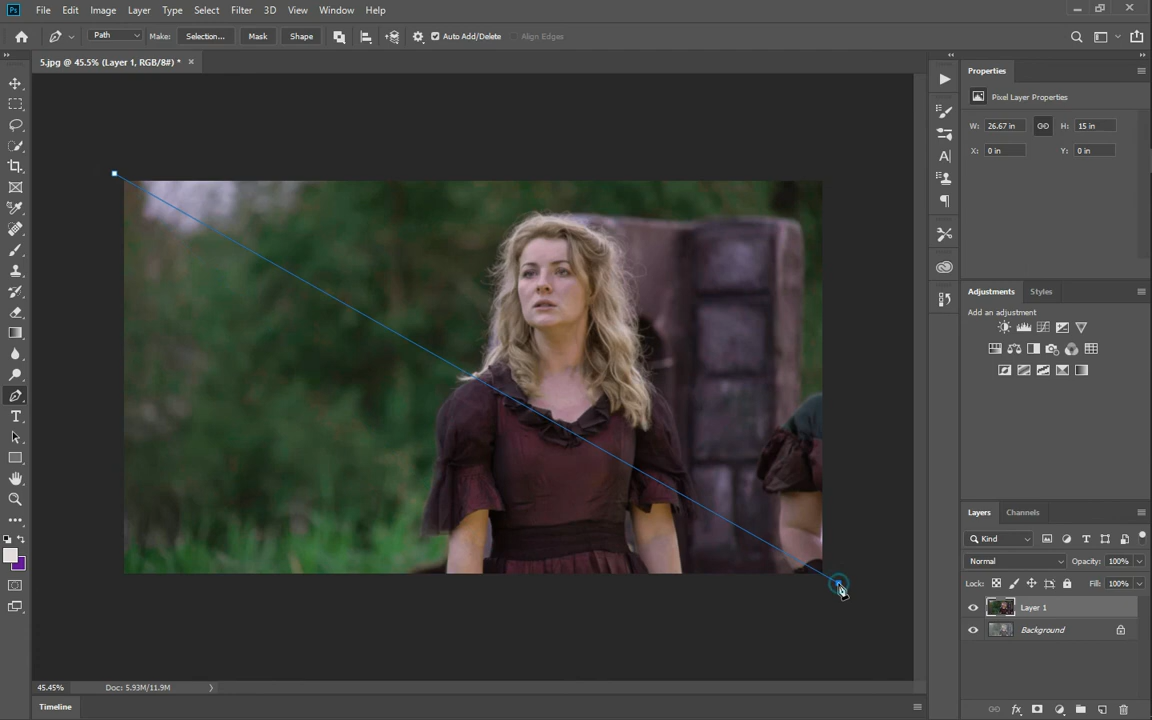 Ps File Edit Image Layer Type Select Filter 3D View Window Help
Path Make: Selection... Mask Shape Auto Add/Delete Align Edges
5.jpg @ 45.5% (Layer 1, RGB/8#) *
Properties
Pixel Layer Properties
W: 26.67 in H: 15 in
X: 0 in Y: 0 in
Adjustments Styles
Add an adjustment
Layers Channels
Kind
Normal Opacity: 100%
Lock: Fill: 100%
Layer 1
Background
45.45% Doc: 5.93M/11.9M
Timeline